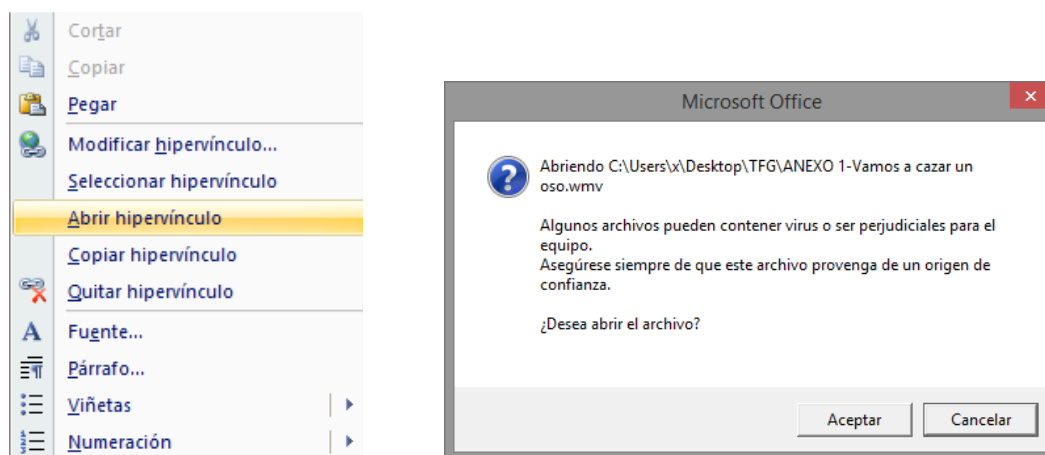 Cortar
Copiar
Pegar
Modificar hipervínculo...
Seleccionar hipervínculo
Abrir hipervínculo
Copiar hipervínculo
Quitar hipervínculo
A Fuente...
Párrafo...
Viñetas
Numeración
Microsoft Office
Abriendo C:\Users\x\Desktop\TFG\ANEXO 1-Vamos a cazar un
oso.wmv
Algunos archivos pueden contener virus o ser perjudiciales para el
equipo.
Asegúrese siempre de que este archivo provenga de un origen de
confianza.
¿Desea abrir el archivo?
Aceptar
Cancelar